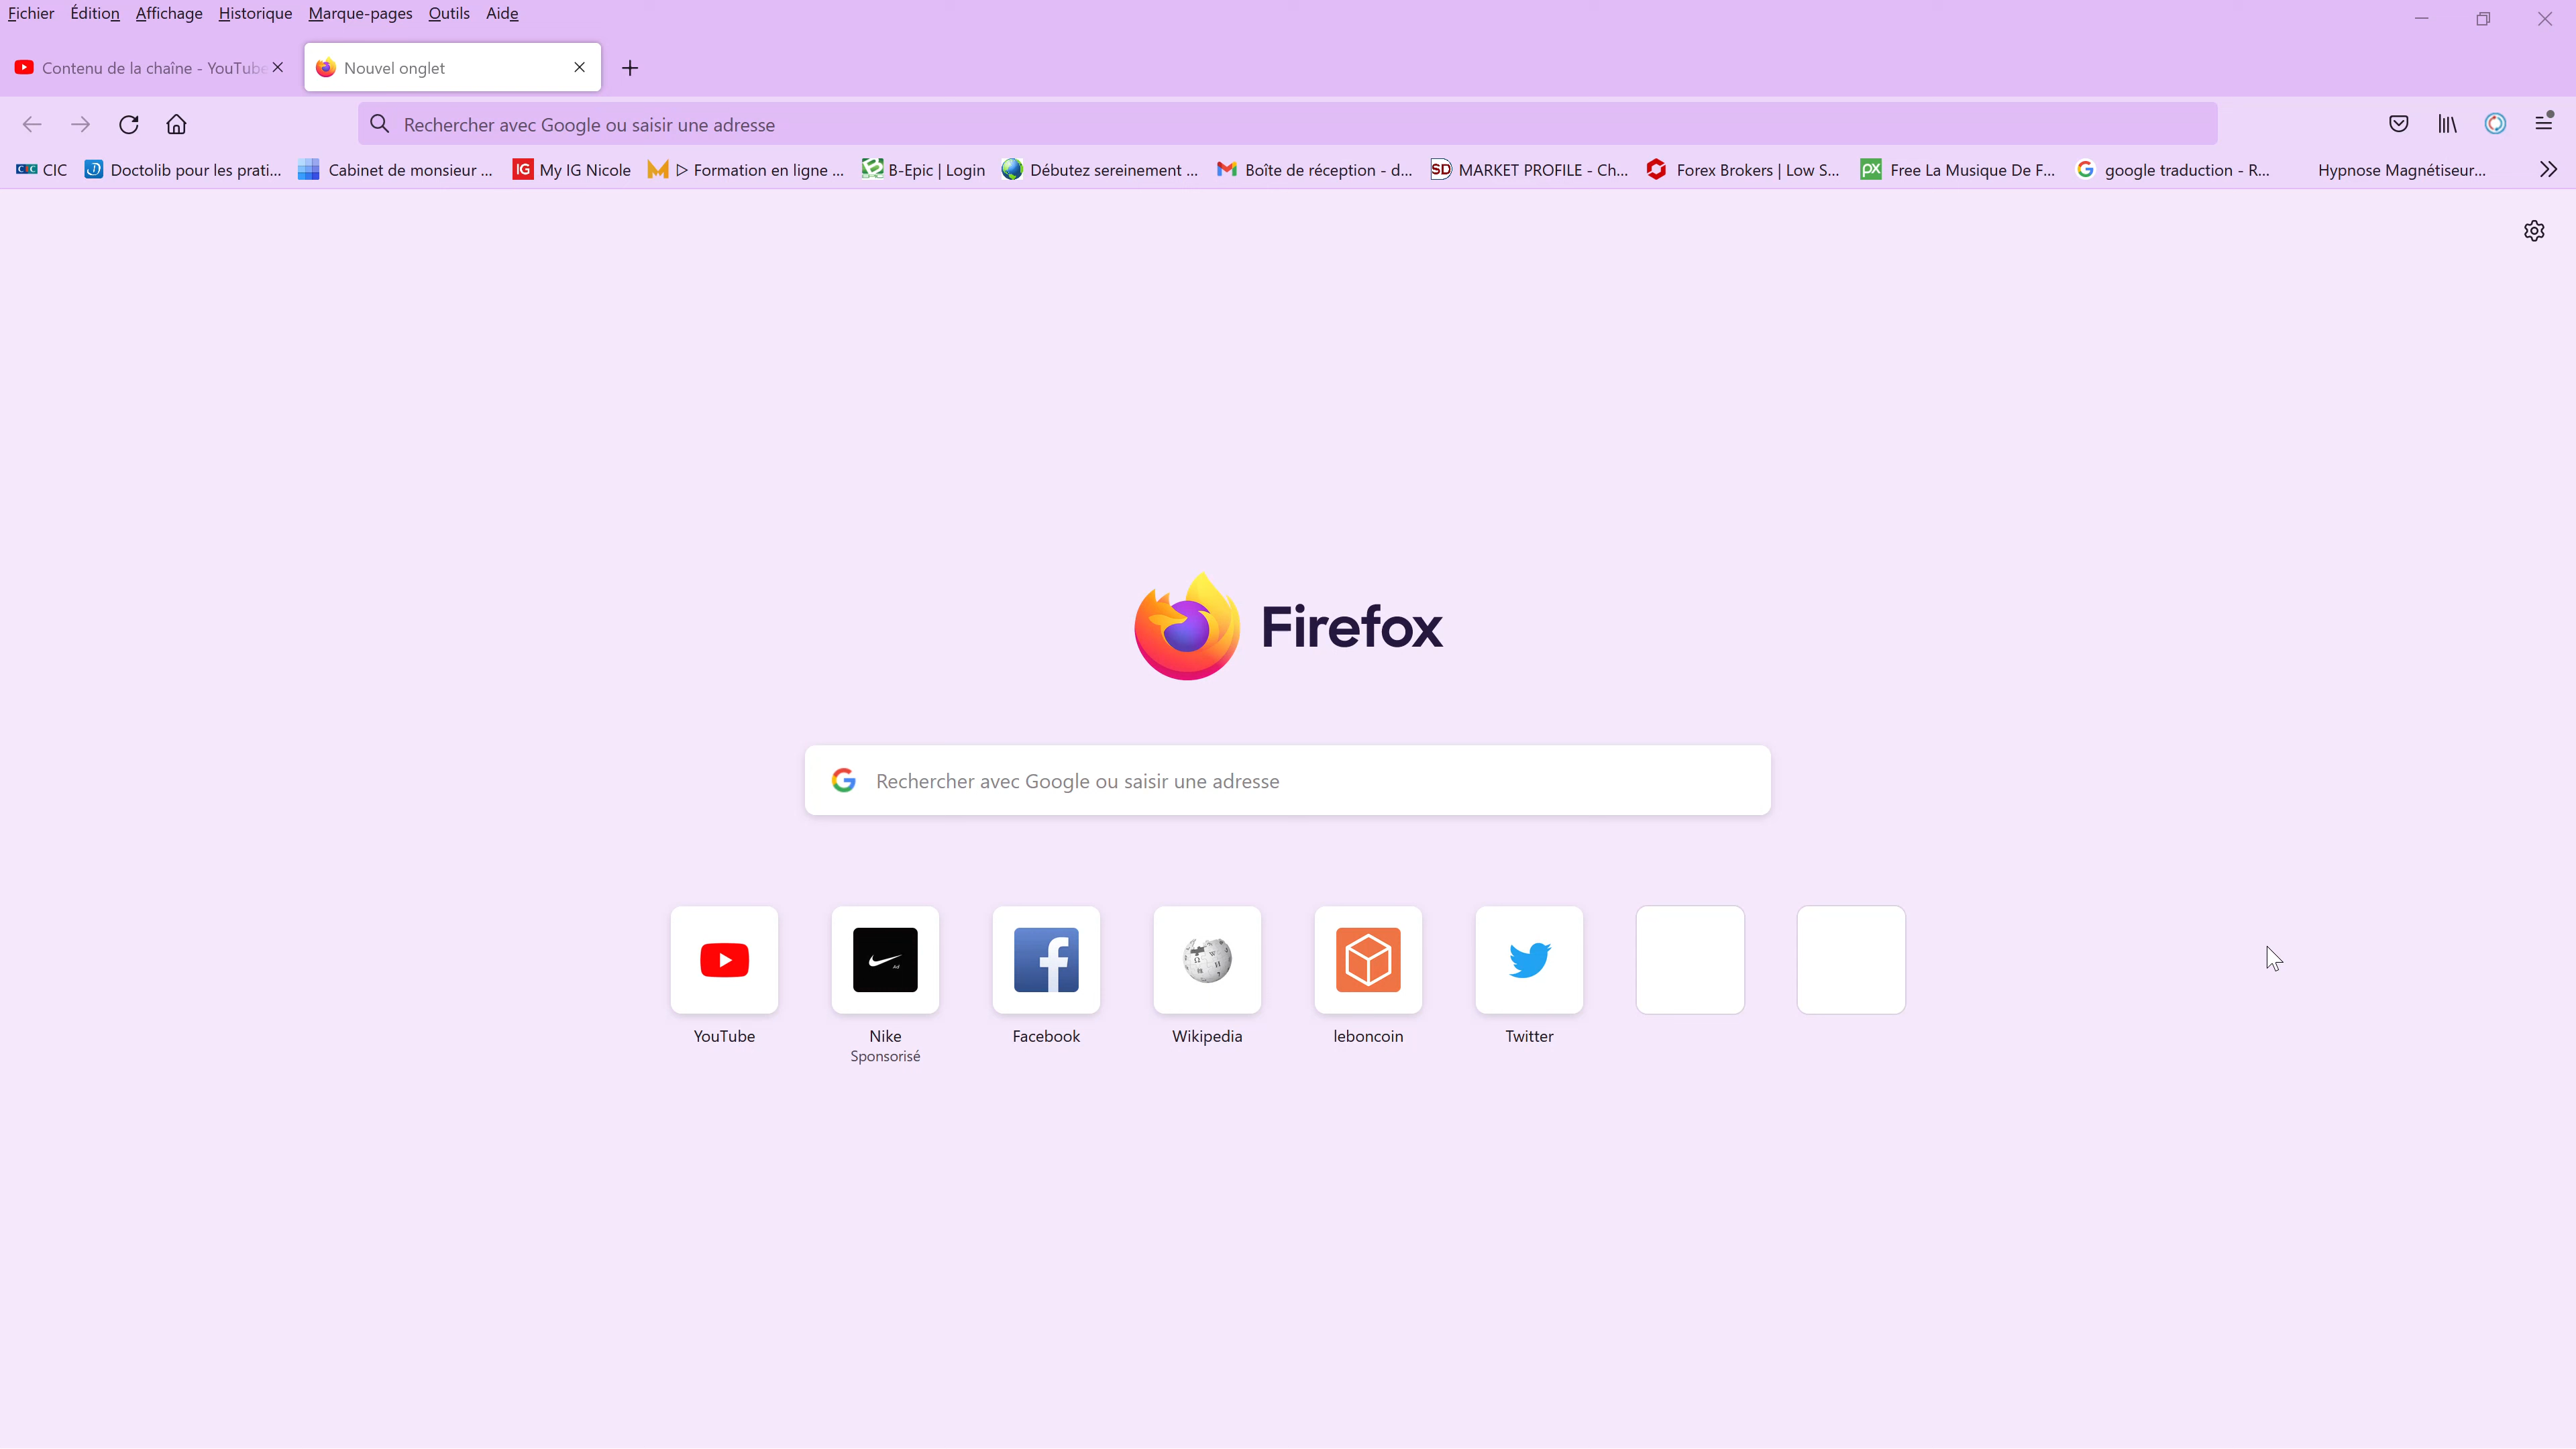 Fichier Édition Affichage Historique Marque-pages Outils Aide
Contenu de la chaîne - YouTube Nouvel onglet
Rechercher avec Google ou saisir une adresse
CIC Doctolib pour les prati... Cabinet de monsieur ... My IG Nicole ▷ Formation en ligne ... B-Epic | Login Débutez sereinement ... Boîte de réception - d... MARKET PROFILE - Ch... Forex Brokers | Low S... Free La Musique De F... google traduction - R... Hypnose Magnétiseur...
Firefox
Rechercher avec Google ou saisir une adresse
YouTube Nike Facebook Wikipedia leboncoin Twitter
Sponsorisé